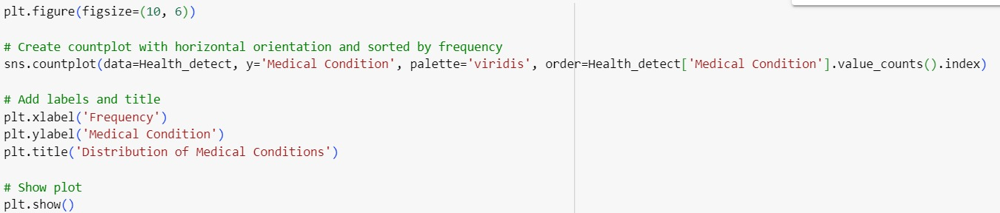 plt.figure(figsize=(10, 6))
# Create countplot with horizontal orientation and sorted by frequency
sns.countplot(data=Health_detect, y='Medical Condition', palette='viridis', order=Health_detect['Medical Condition'].value_counts().index)
# Add labels and title
plt.xlabel('Frequency')
plt.ylabel('Medical Condition')
plt.title('Distribution of Medical Conditions')
# Show plot
plt.show()